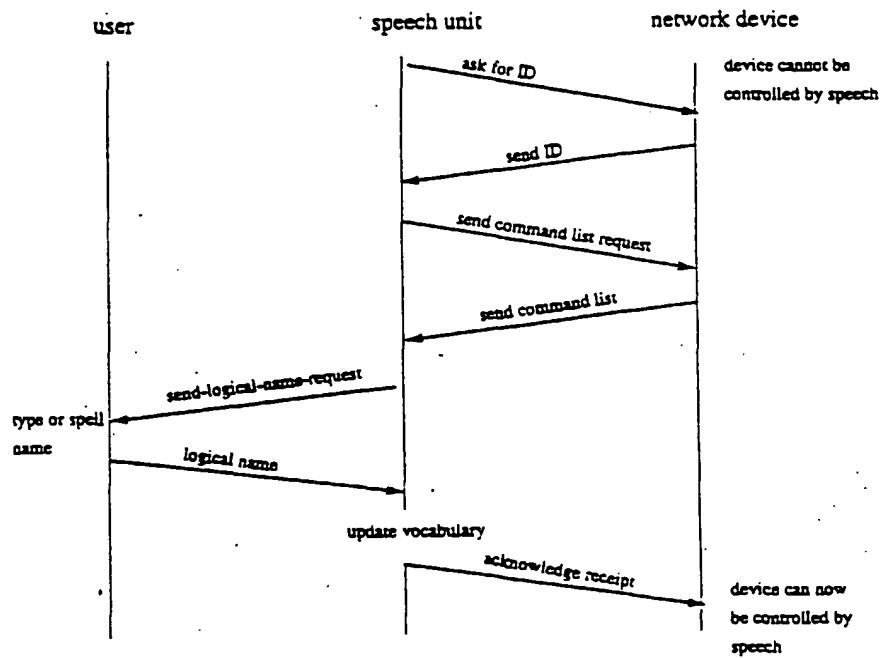 user
speech unit
network device
ask for ID
device cannot be
controlled by speech
send ID
send command list request
send command list
send-logical-name-request
type or spell
name
logical name
update vocabulary
acknowledge receipt
device can now
be controlled by
speech